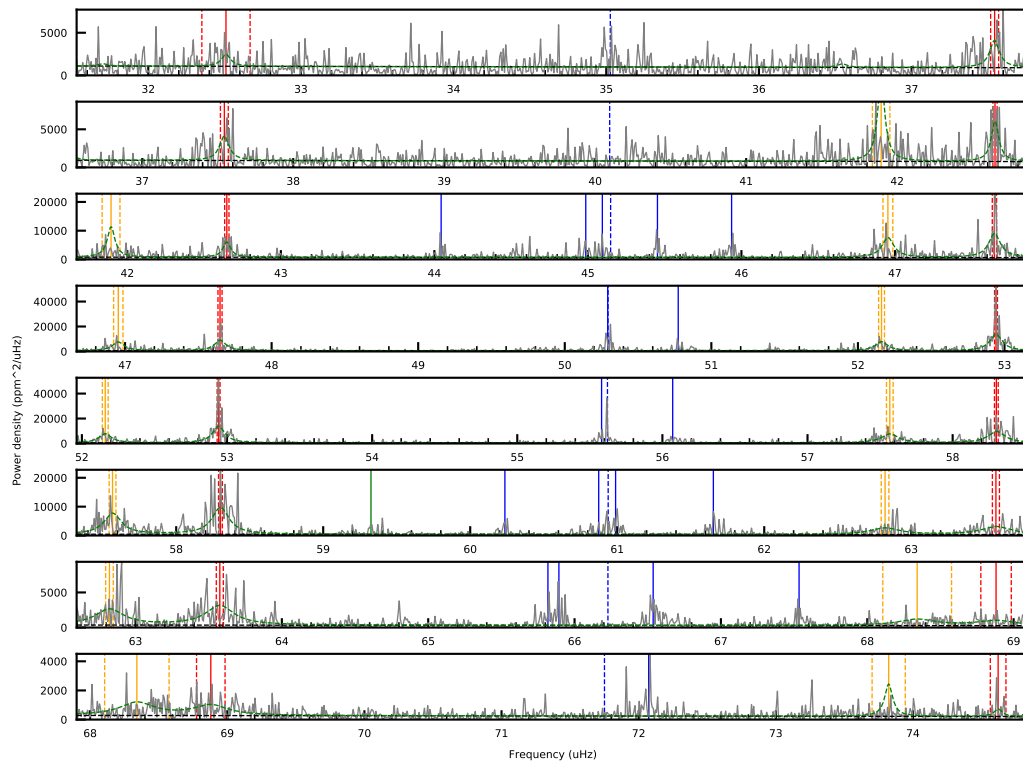 5000
0
32 33 34 35 36 37
5000
0
37 38 39 40 41 42
20000
10000
0
42 43 44 45 46 47
40000
20000
0
47 48 49 50 51 52 53
40000
20000
0
52 53 54 55 56 57 58
20000
10000
0
58 59 60 61 62 63
5000
0
63 64 65 66 67 68 69
4000
2000
0
68 69 70 71 72 73 74
Power density (ppm^2/uHz)
Frequency (uHz)